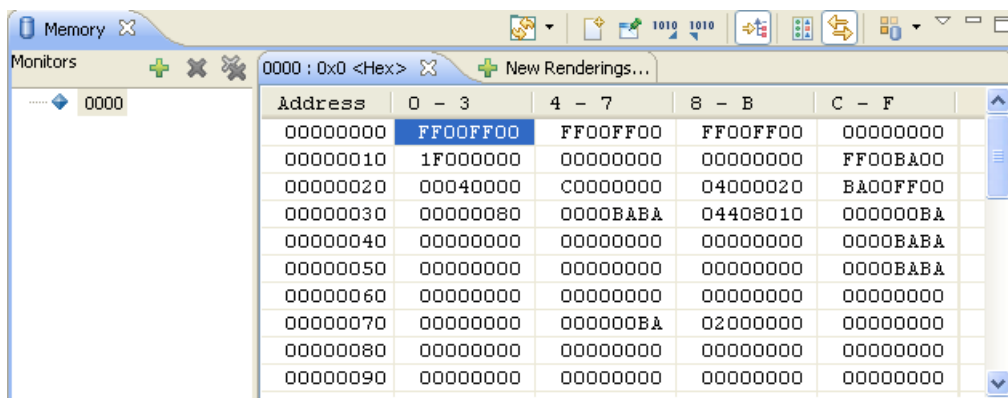 Memory
1010 1010
Monitors
0000 : 0x0 <Hex> New Renderings...
0000
Address 0 - 3 4 - 7 8 - B C - F
00000000 FF00FF00 FF00FF00 FF00FF00 00000000
00000010 1F000000 00000000 00000000 FF00BA00
00000020 00040000 C0000000 04000020 BA00FF00
00000030 00000080 0000BABA 04408010 000000BA
00000040 00000000 00000000 00000000 0000BABA
00000050 00000000 00000000 00000000 0000BABA
00000060 00000000 00000000 00000000 00000000
00000070 00000000 000000BA 02000000 00000000
00000080 00000000 00000000 00000000 00000000
00000090 00000000 00000000 00000000 00000000